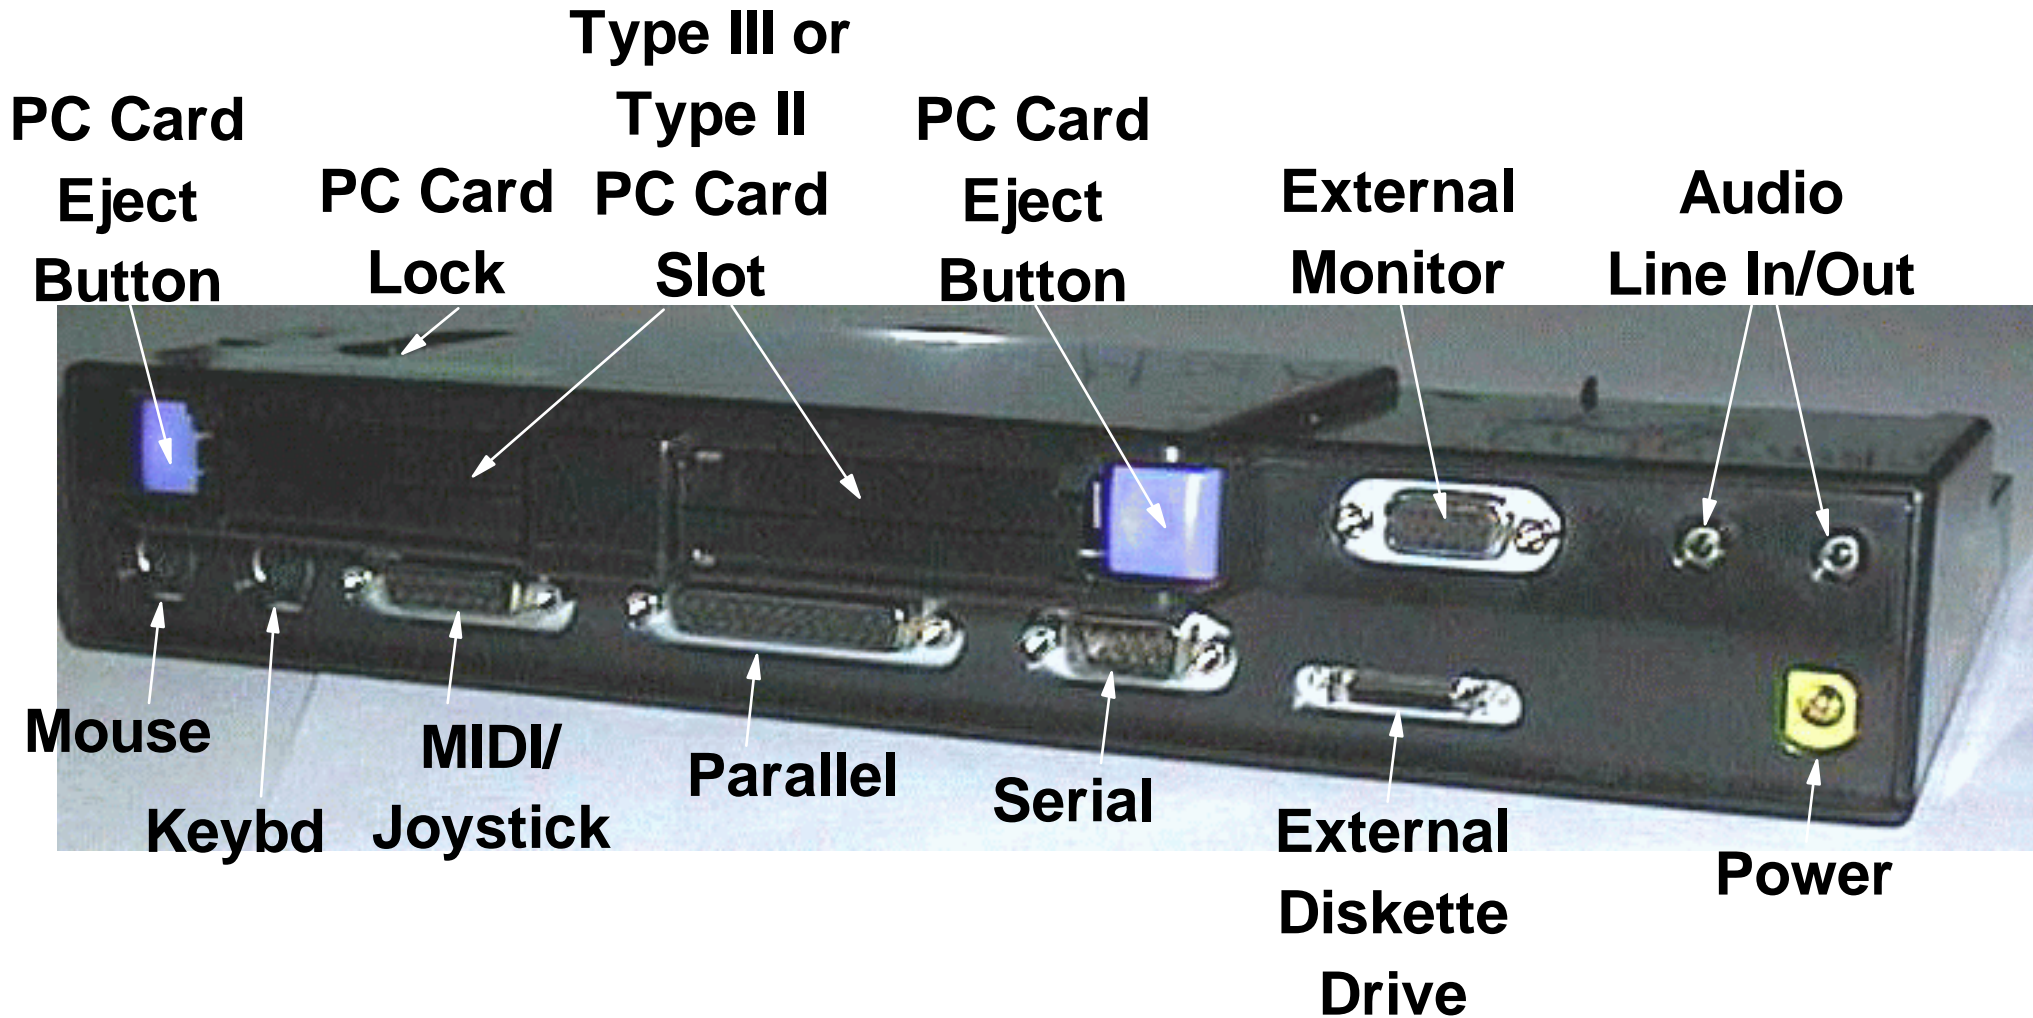 PC Card
Eject
Button
PC Card
Lock
Type III or
Type II
PC Card
Slot
PC Card
Eject
Button
External
Monitor
Audio
Line In/Out
Mouse
Keybd
MIDI/
Joystick
Parallel
Serial
External
Diskette
Drive
Power